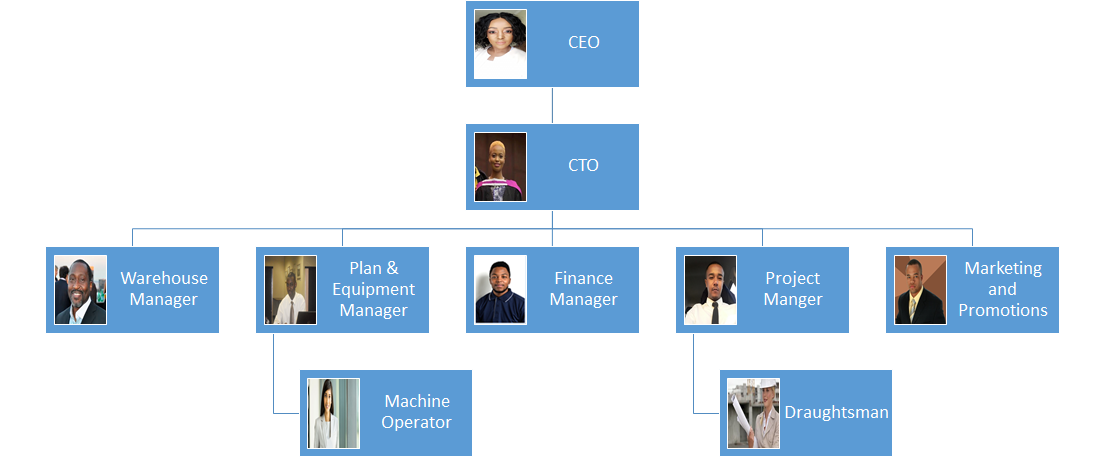 CEO
CTO
Warehouse
Manager
Plan &
Equipment
Manager
Finance
Manager
Project
Manger
Marketing
and
Promotions
Machine
Operator
Draughtsman